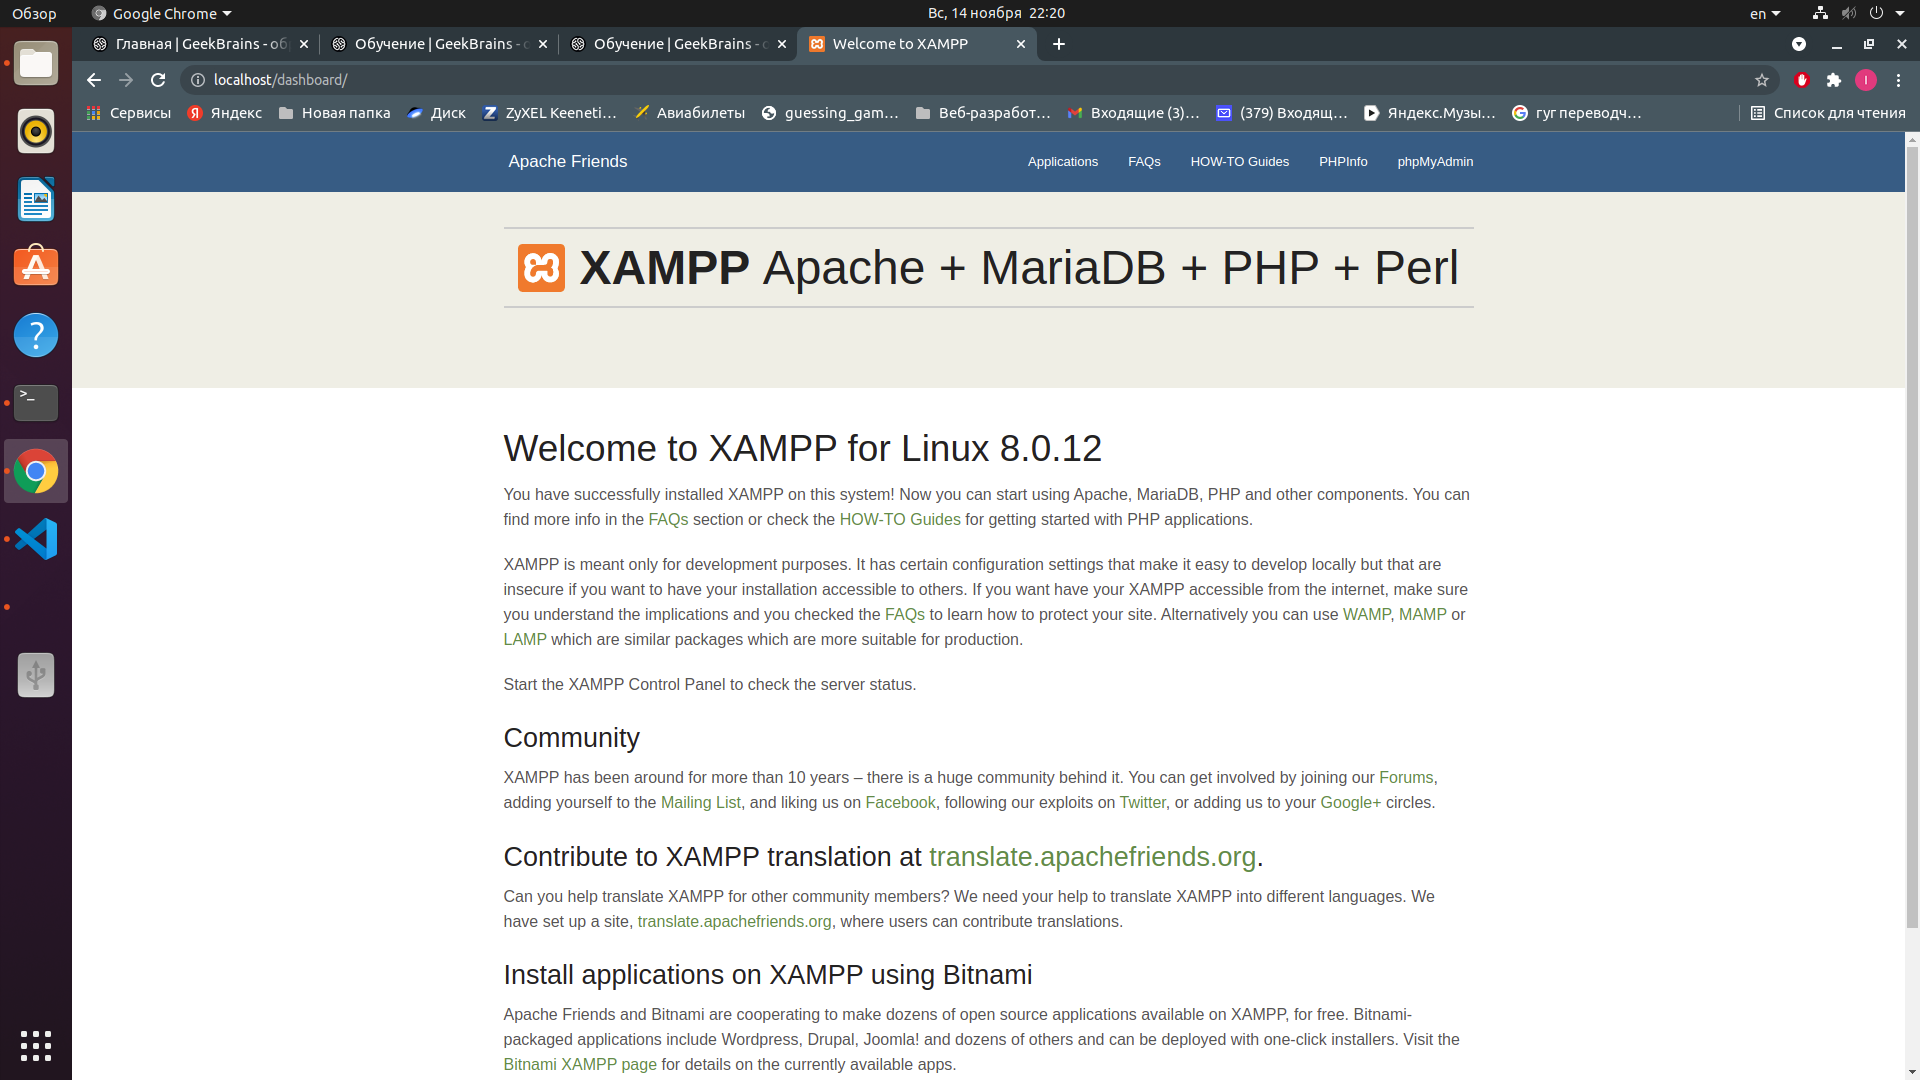 Обзор
Google Chrome
Вс, 14 ноября 22:20
en
Главная | GeekBrains - об
Обучение | GeekBrains - о
Обучение | GeekBrains - о
Welcome to XAMPP
localhost/dashboard/
Сервисы
Яндекс
Новая папка
Диск
ZyXEL Keeneti…
Авиабилеты
guessing_gam…
Веб-разработ…
Входящие (3)…
(379) Входящ…
Яндекс.Музы…
гуг переводч…
Список для чтения
Apache Friends
Applications
FAQs
HOW-TO Guides
PHPInfo
phpMyAdmin
XAMPP Apache + MariaDB + PHP + Perl
Welcome to XAMPP for Linux 8.0.12
You have successfully installed XAMPP on this system! Now you can start using Apache, MariaDB, PHP and other components. You can
find more info in the FAQs section or check the HOW-TO Guides for getting started with PHP applications.
XAMPP is meant only for development purposes. It has certain configuration settings that make it easy to develop locally but that are
insecure if you want to have your installation accessible to others. If you want have your XAMPP accessible from the internet, make sure
you understand the implications and you checked the FAQs to learn how to protect your site. Alternatively you can use WAMP, MAMP or
LAMP which are similar packages which are more suitable for production.
Start the XAMPP Control Panel to check the server status.
Community
XAMPP has been around for more than 10 years – there is a huge community behind it. You can get involved by joining our Forums,
adding yourself to the Mailing List, and liking us on Facebook, following our exploits on Twitter, or adding us to your Google+ circles.
Contribute to XAMPP translation at translate.apachefriends.org.
Can you help translate XAMPP for other community members? We need your help to translate XAMPP into different languages. We
have set up a site, translate.apachefriends.org, where users can contribute translations.
Install applications on XAMPP using Bitnami
Apache Friends and Bitnami are cooperating to make dozens of open source applications available on XAMPP, for free. Bitnami-
packaged applications include Wordpress, Drupal, Joomla! and dozens of others and can be deployed with one-click installers. Visit the
Bitnami XAMPP page for details on the currently available apps.